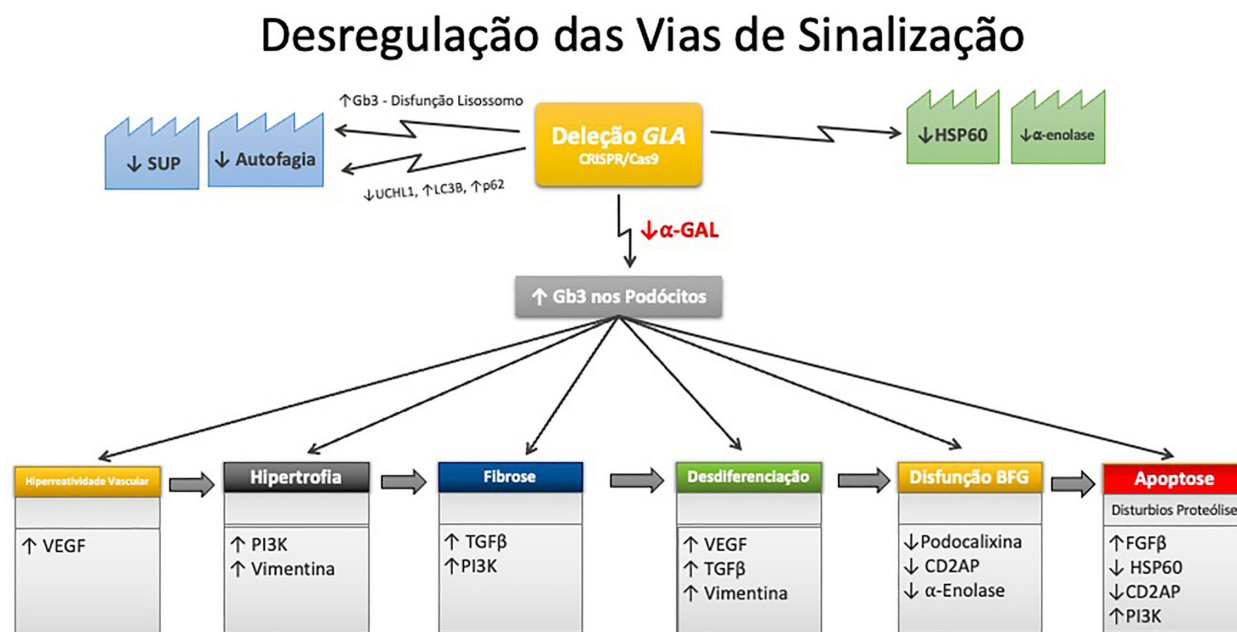 Desregulação das Vias de Sinalização
↑Gb3 - Disfunção Lisossomo
↓ SUP
↓ Autofagia
↓UCHL1, ↑LC3B, ↑p62
Deleção GLA
CRISPR/Cas9
↓HSP60
↓α-enolase
↓α-GAL
↑ Gb3 nos Podócitos
Hiperreatividade Vascular
↑ VEGF
Hipertrofia
↑ PI3K
↑ Vimentina
Fibrose
↑ TGFβ
↑PI3K
Desdiferenciação
↑ VEGF
↑ TGFβ
↑ Vimentina
Disfunção BFG
↓Podocalixina
↓ CD2AP
↓ α-Enolase
Apoptose
Disturbios Proteólise
↑FGFβ
↓ HSP60
↓CD2AP
↑PI3K